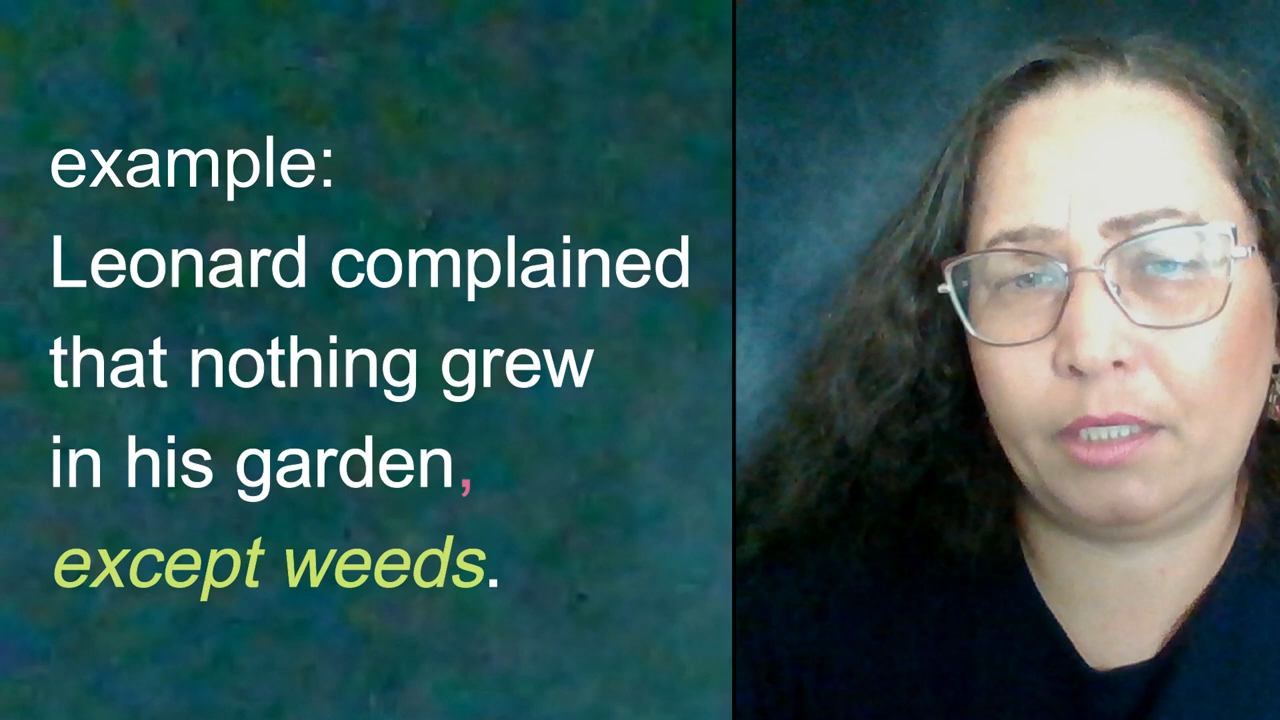 example:
Leonard complained
that nothing grew
in his garden,
except weeds.